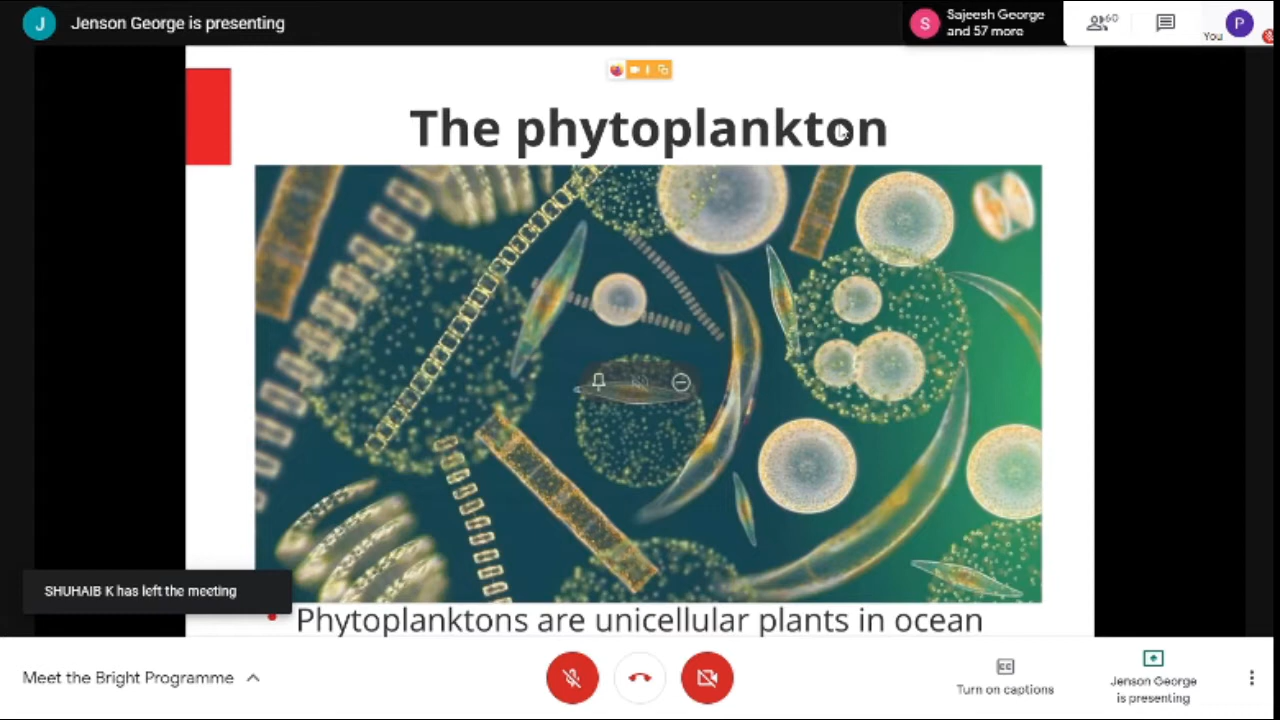 J
Jenson George is presenting
S
Sajeesh George
and 57 more
60
You
P
The phytoplankton
SHUHAIB K has left the meeting
Phytoplanktons are unicellular plants in ocean
Meet the Bright Programme
CC
Turn on captions
Jenson George
is presenting